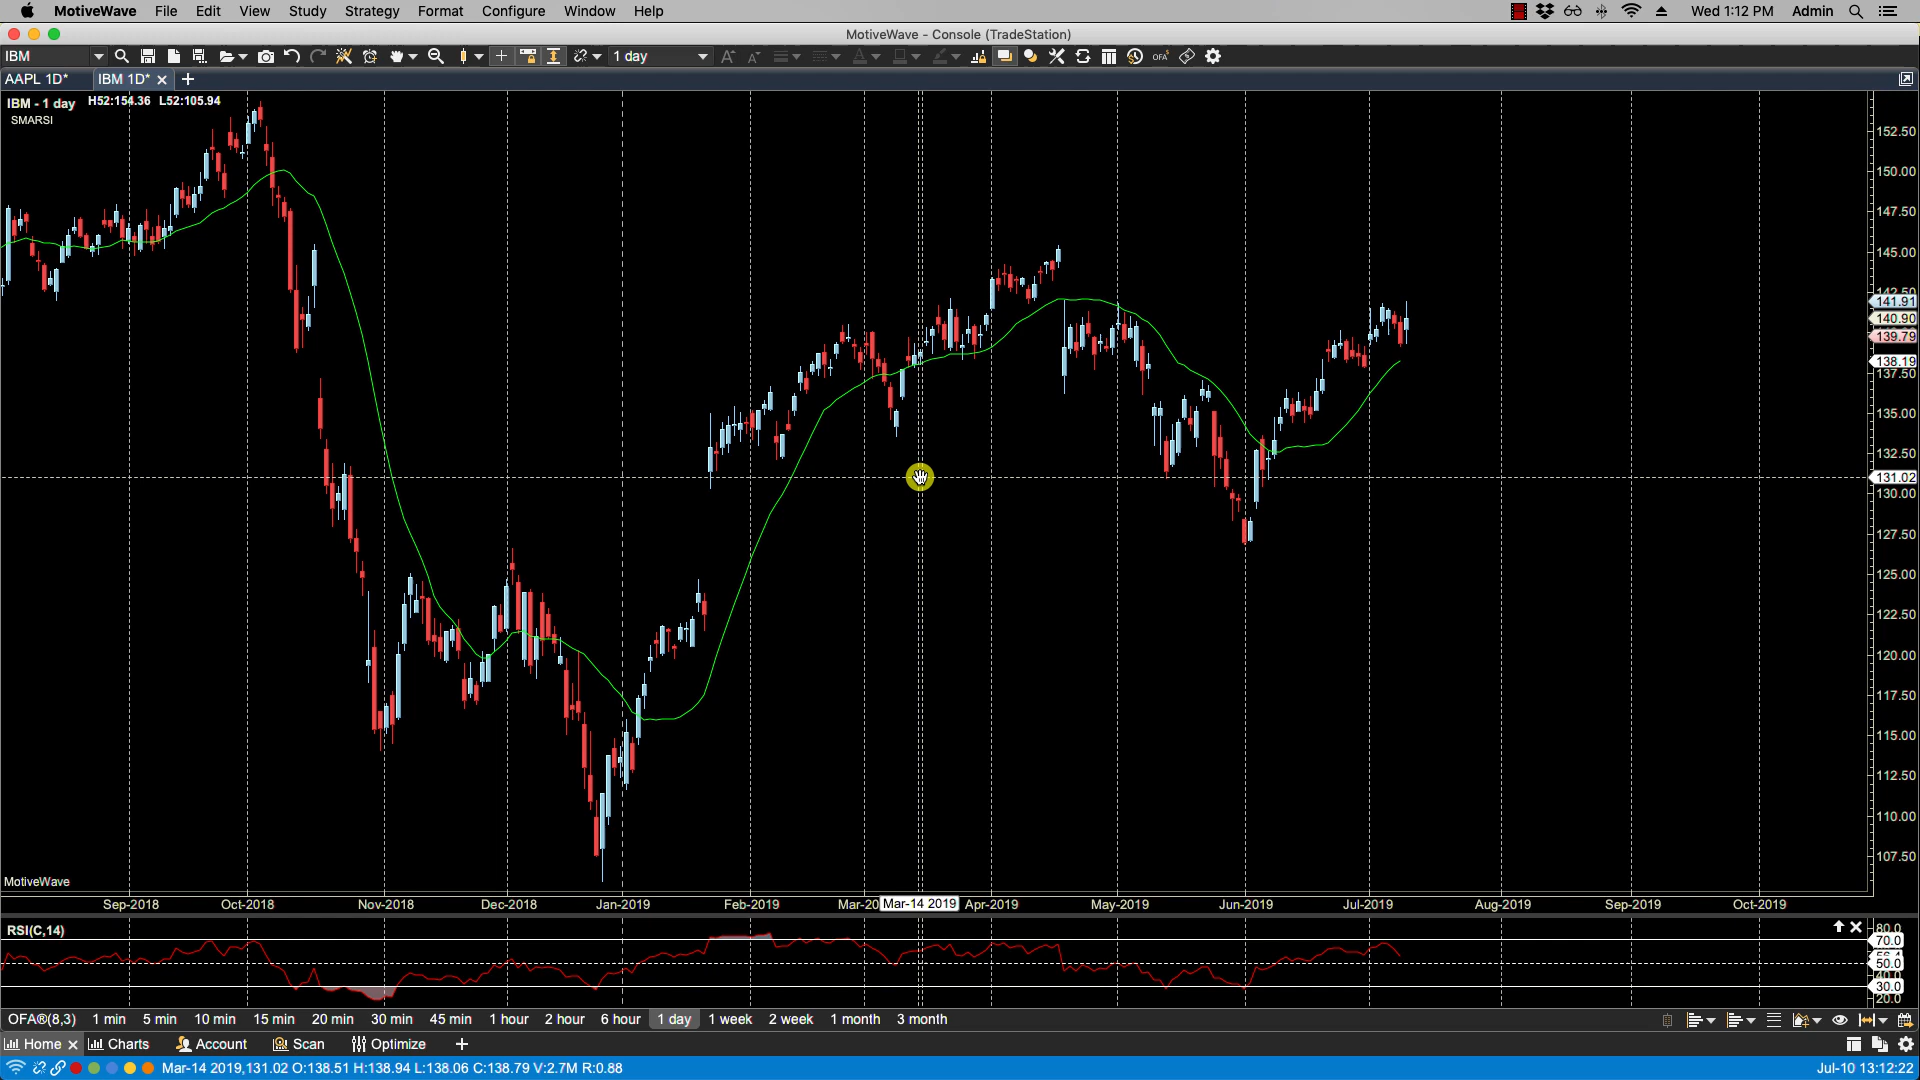 MotiveWave File Edit View Study Strategy Format Configure Window Help Wed 1:12 PM Admin
MotiveWave - Console (TradeStation)
IBM 1 day
AAPL 1D* IBM 1D*
IBM - 1 day H52:154.36 L52:105.94
SMARSI
152.50
150.00
147.50
145.00
142.50
141.91
140.90
139.79
138.19
137.50
135.00
132.50
131.02
130.00
127.50
125.00
122.50
120.00
117.50
115.00
112.50
110.00
107.50
MotiveWave
Sep-2018 Oct-2018 Nov-2018 Dec-2018 Jan-2019 Feb-2019 Mar-20 Mar-14 2019 Apr-2019 May-2019 Jun-2019 Jul-2019 Aug-2019 Sep-2019 Oct-2019
RSI(C,14)
80.0
70.0
50.0
40.0
30.0
20.0
OFA®(8,3) 1 min 5 min 10 min 15 min 20 min 30 min 45 min 1 hour 2 hour 6 hour 1 day 1 week 2 week 1 month 3 month
Home Charts Account Scan Optimize
Mar-14 2019,131.02 O:138.51 H:138.94 L:138.06 C:138.79 V:2.7M R:0.88 Jul-10 13:12:22